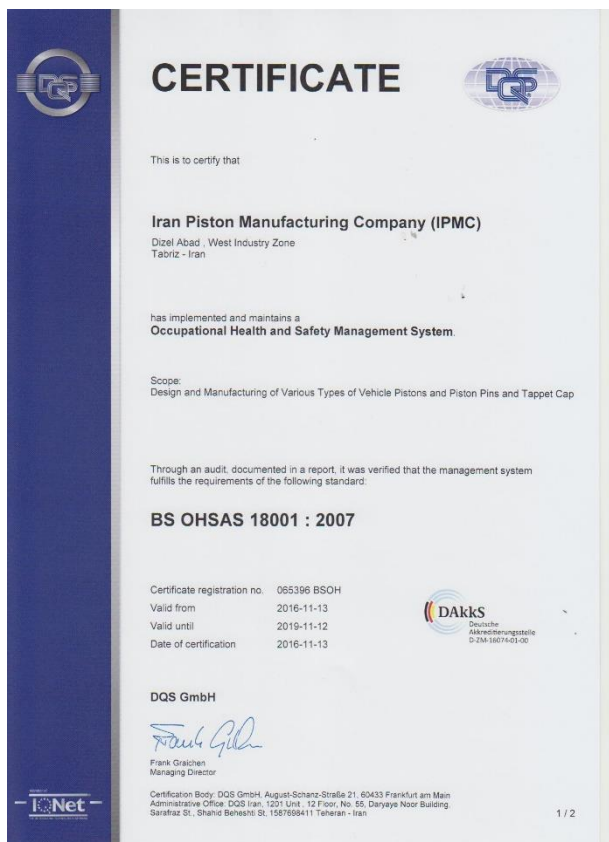 DQS
CERTIFICATE
DQS
This is to certify that
Iran Piston Manufacturing Company (IPMC)
Dizel Abad , West Industry Zone
Tabriz - Iran
has implemented and maintains a
Occupational Health and Safety Management System.
Scope:
Design and Manufacturing of Various Types of Vehicle Pistons and Piston Pins and Tappet Cap
Through an audit, documented in a report, it was verified that the management system
fulfills the requirements of the following standard:
BS OHSAS 18001 : 2007
Certificate registration no. 065396 BSOH
Valid from 2016-11-13
Valid until 2019-11-12
Date of certification 2016-11-13
DAkkS
Deutsche
Akkreditierungsstelle
D-ZM-16074-01-00
DQS GmbH
Frank Graichen
Managing Director
IQNet
Certification Body: DQS GmbH, August-Schanz-Straße 21, 60433 Frankfurt am Main
Administrative Office: DQS Iran, 1201 Unit , 12 Floor, No. 55, Daryaye Noor Building.
Sarafraz St., Shahid Beheshti St, 1587698411 Teheran - Iran
1 / 2